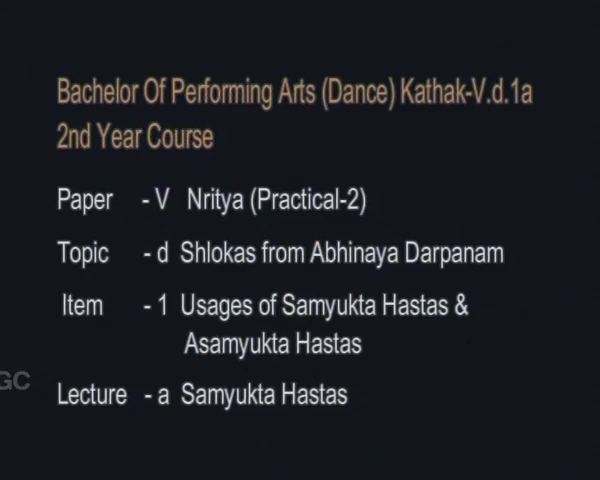 Bachelor Of Performing Arts (Dance) Kathak-V.d.1a
2nd Year Course
Paper - V Nritya (Practical-2)
Topic - d Shlokas from Abhinaya Darpanam
Item - 1 Usages of Samyukta Hastas &
Asamyukta Hastas
GC
Lecture - a Samyukta Hastas